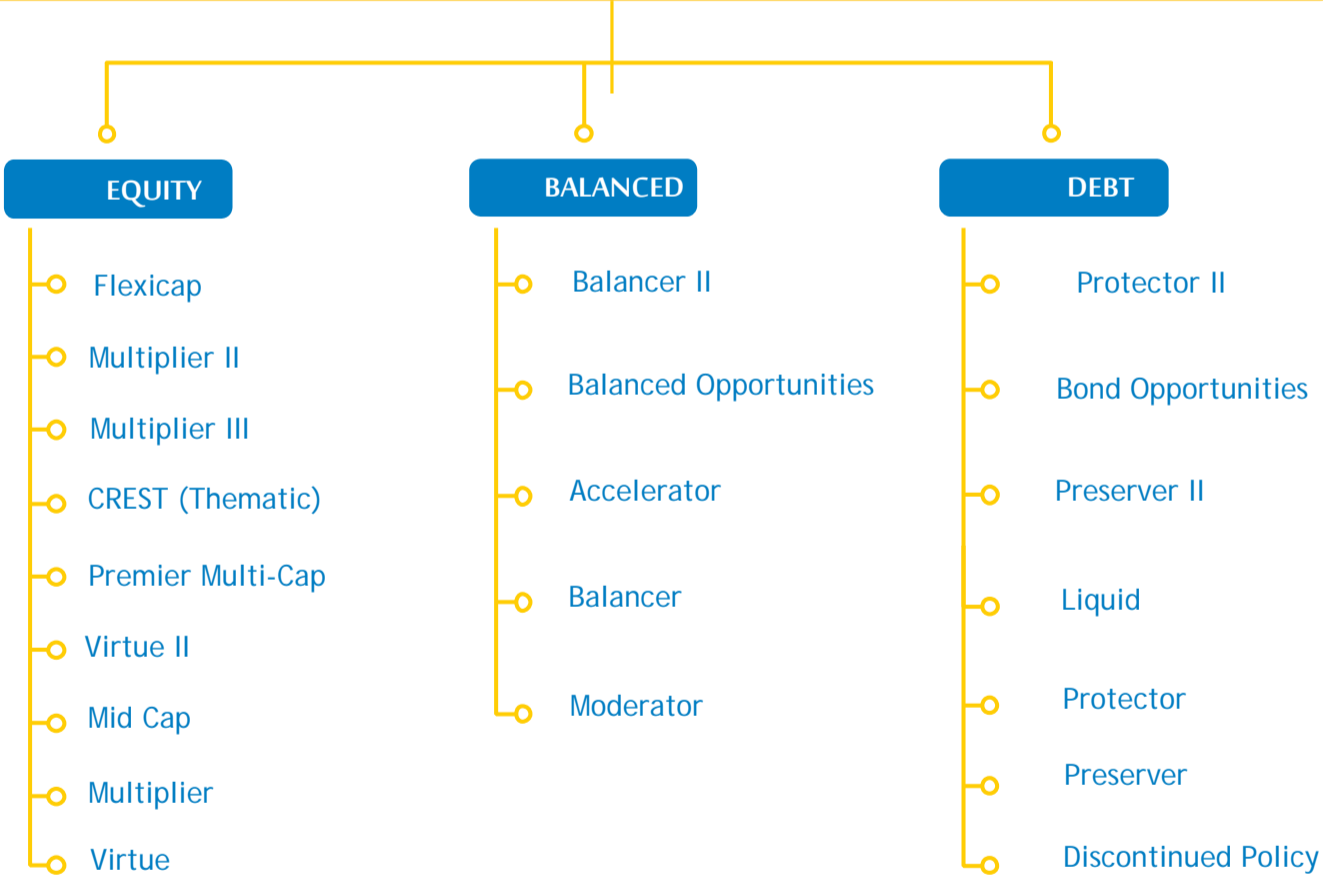 EQUITY
Flexicap
Multiplier II
Multiplier III
CREST (Thematic)
Premier Multi-Cap
Virtue II
Mid Cap
Multiplier
Virtue
BALANCED
Balancer II
Balanced Opportunities
Accelerator
Balancer
Moderator
DEBT
Protector II
Bond Opportunities
Preserver II
Liquid
Protector
Preserver
Discontinued Policy